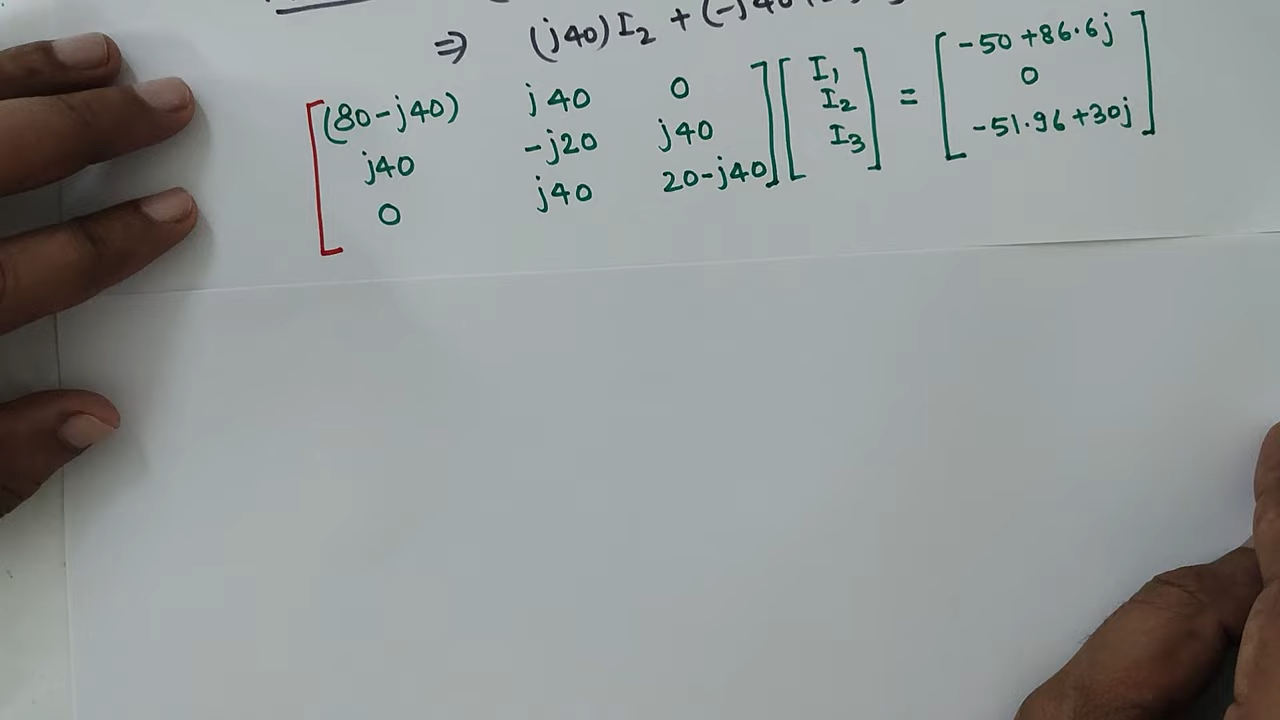 ⇒ (j40)I₂ + (-j40
(80-j40) j40 0 I₁ -50+86.6j
j40 -j20 j40 I₂ = 0
0 j40 20-j40 I₃ -51.96+30j